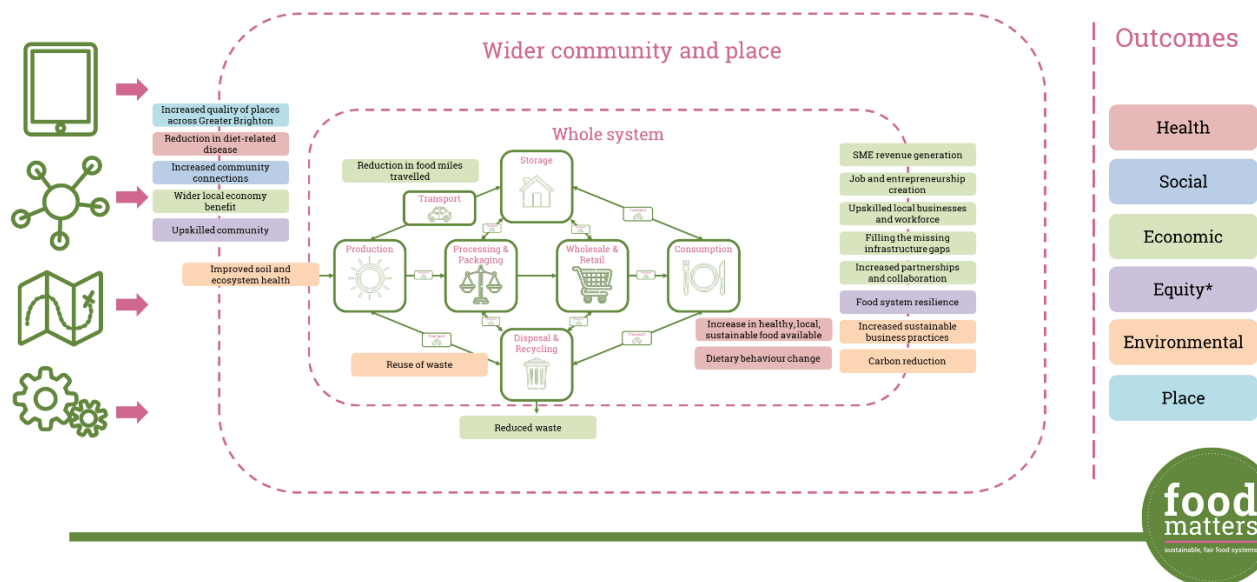 Wider community and place
Outcomes
Increased quality of places
across Greater Brighton
Reduction in diet-related
disease
Increased community
connections
Wider local economy
benefit
Upskilled community
Improved soil and
ecosystem health
Whole system
Reduction in food miles
travelled
Storage
Transport
Transport
Production
Processing &
Packaging
Wholesale &
Retail
Consumption
Transport
Transport
Disposal &
Recycling
Reuse of waste
Reduced waste
Increase in healthy, local,
sustainable food available
Dietary behaviour change
SME revenue generation
Job and entrepreneurship
creation
Upskilled local businesses
and workforce
Filling the missing
infrastructure gaps
Increased partnerships
and collaboration
Food system resilience
Increased sustainable
business practices
Carbon reduction
Health
Social
Economic
Equity*
Environmental
Place
food
matters
sustainable, fair food systems